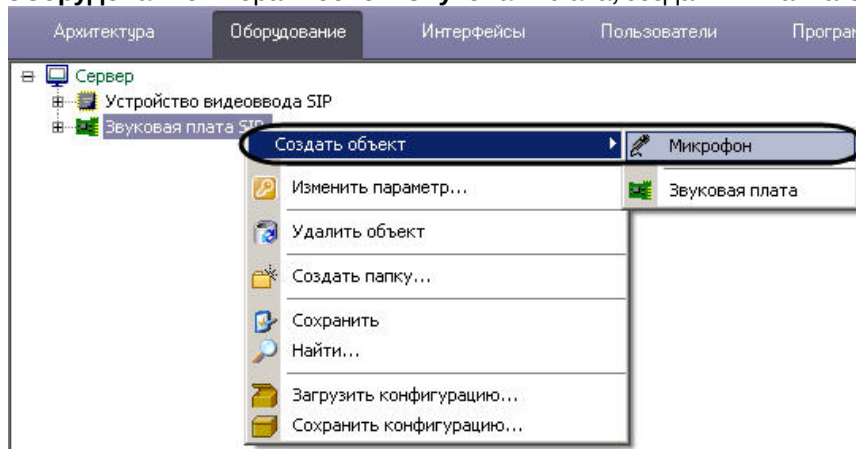 Архитектура Оборудование Интерфейсы Пользователи
Сервер
Устройство видеоввода SIP
Звуковая плата SIP
Создать объект
Микрофон
Звуковая плата
Изменить параметр...
Удалить объект
Создать папку...
Сохранить
Найти...
Загрузить конфигурацию...
Сохранить конфигурацию...